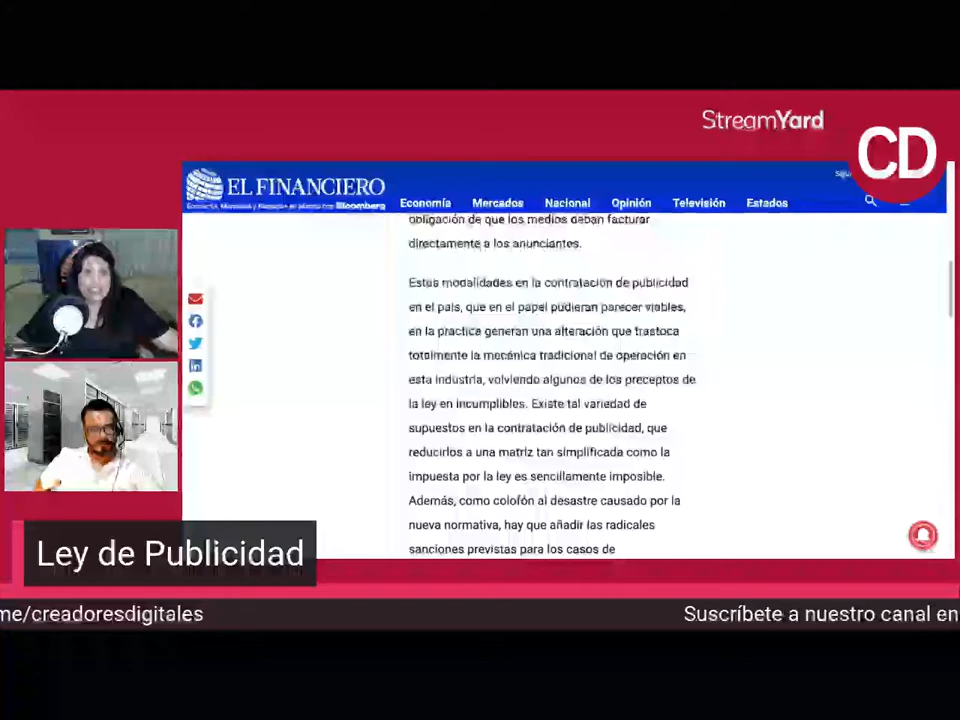 StreamYard
CD
EL FINANCIERO
Bloomberg
Economía Mercados Nacional Opinión Televisión Estados
obligación de que los medios deban facturar
directamente a los anunciantes.
Estas modalidades en la contratación de publicidad
en el país, que en el papel pudieran parecer viables,
en la práctica generan una alteración que trastoca
totalmente la mecánica tradicional de operación en
esta industria, volviendo algunos de los preceptos de
la ley en incumplibles. Existe tal variedad de
supuestos en la contratación de publicidad, que
reducirlos a una matriz tan simplificada como la
impuesta por la ley es sencillamente imposible.
Además, como colofón al desastre causado por la
nueva normativa, hay que añadir las radicales
sanciones previstas para los casos de
Ley de Publicidad
me/creadoresdigitales
Suscríbete a nuestro canal en